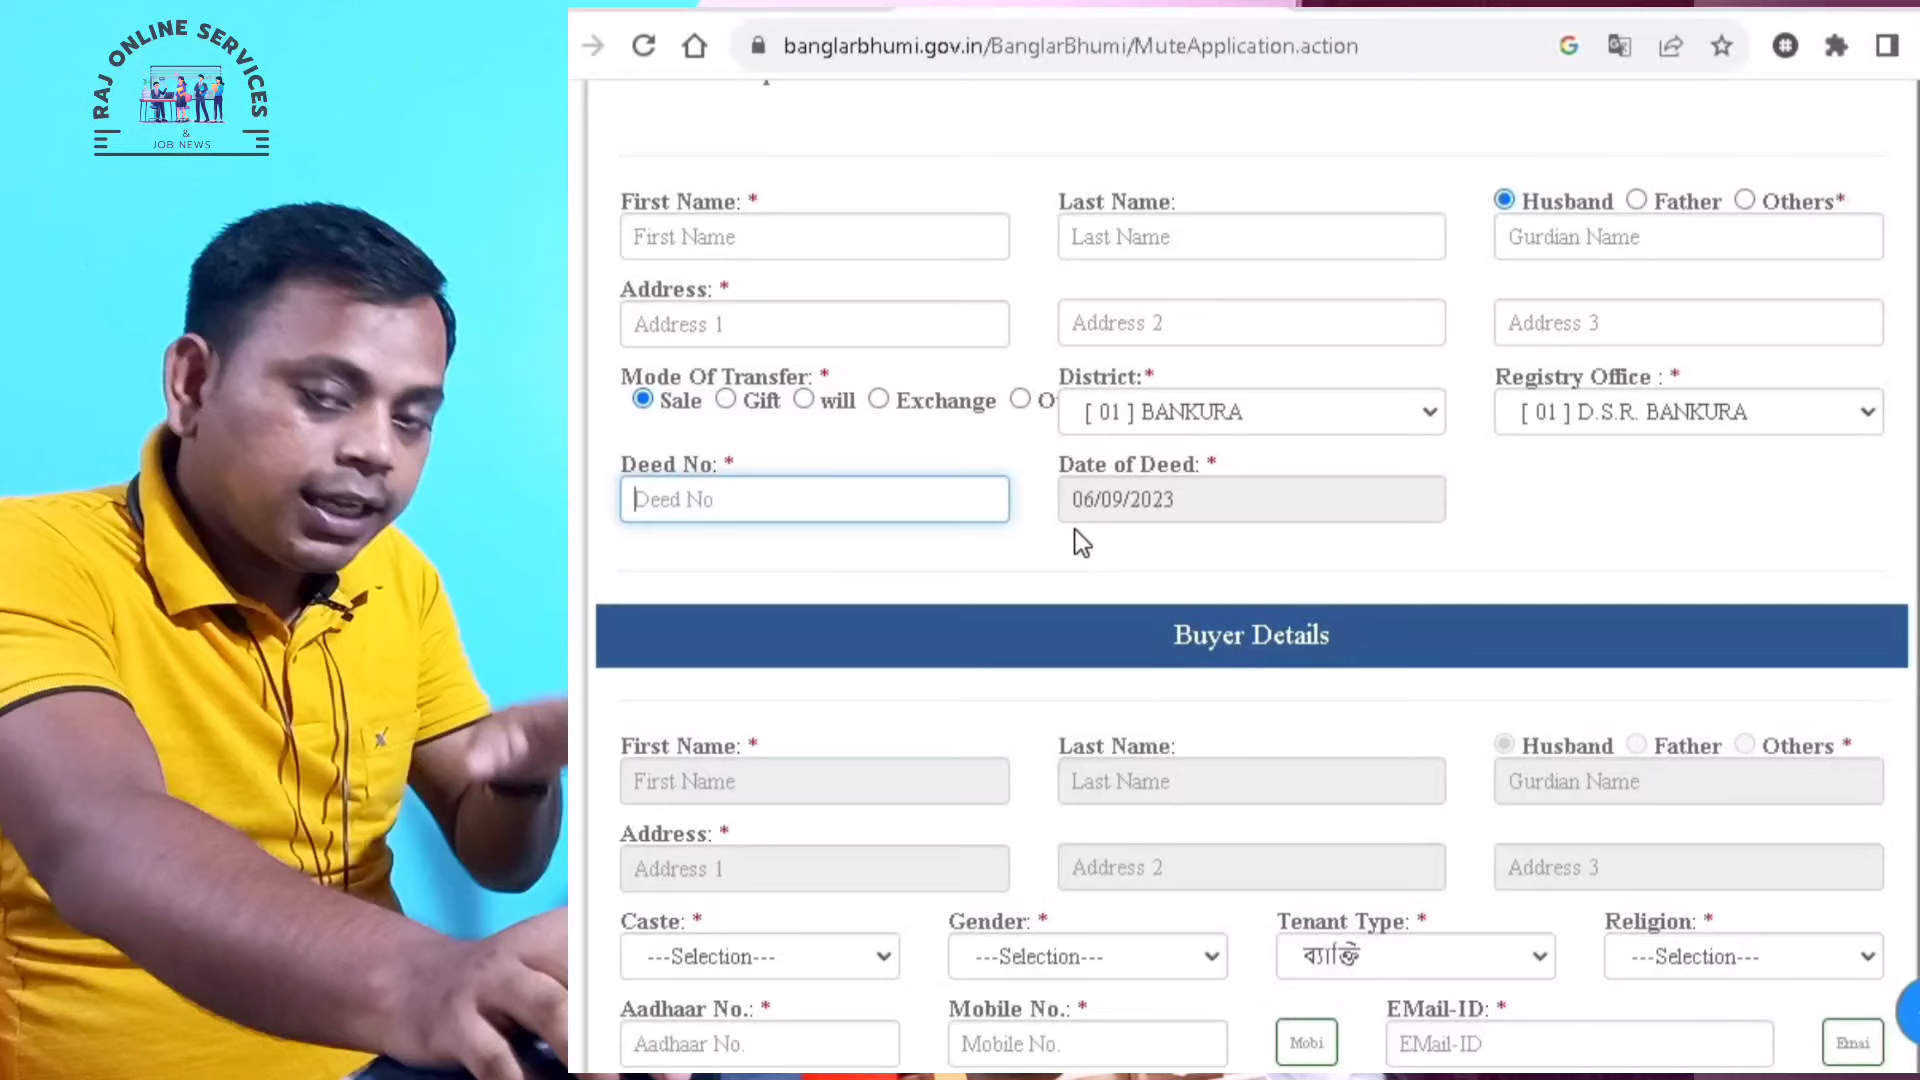 RAJ ONLINE SERVICES
&
JOB NEWS
banglarbhumi.gov.in/BanglarBhumi/MuteApplication.action
First Name: * Last Name: Husband Father Others*
First Name Last Name Gurdian Name
Address: *
Address 1 Address 2 Address 3
Mode Of Transfer: * District:* Registry Office : *
Sale Gift will Exchange O [ 01 ] BANKURA [ 01 ] D.S.R. BANKURA
Deed No: * Date of Deed: *
Deed No 06/09/2023
Buyer Details
First Name: * Last Name: Husband Father Others *
First Name Last Name Gurdian Name
Address: *
Address 1 Address 2 Address 3
Caste: * Gender: * Tenant Type: * Religion: *
---Selection--- ---Selection--- ব্যাক্তি ---Selection---
Aadhaar No.: * Mobile No.: * EMail-ID: *
Aadhaar No. Mobile No. Mobi EMail-ID Emai